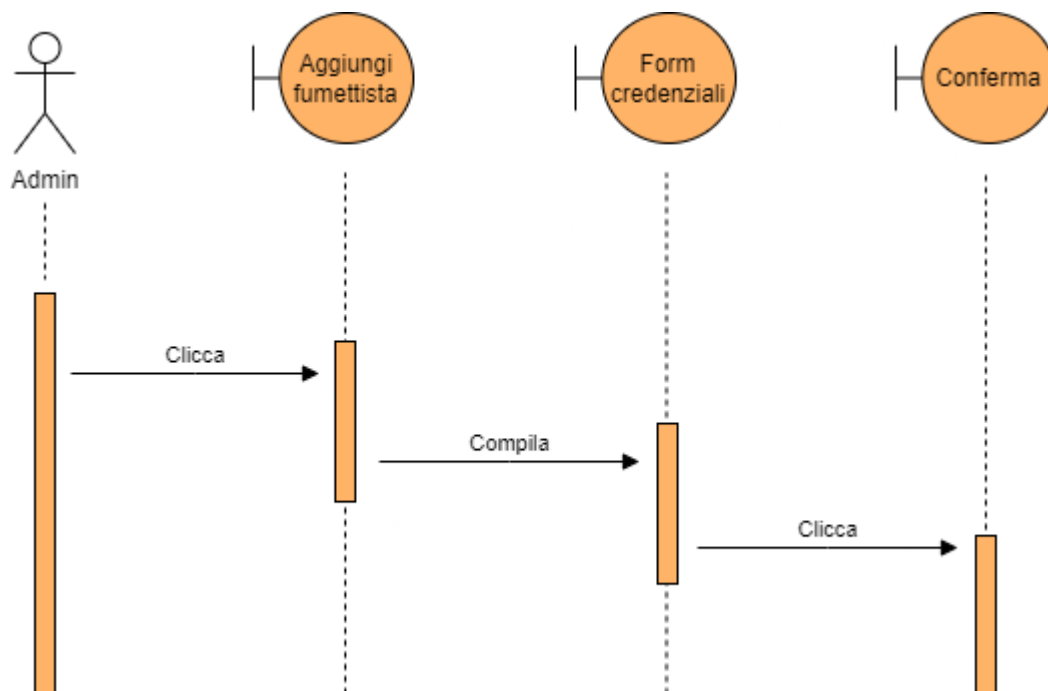 Aggiungi
fumettista
Form
credenziali
Conferma
Admin
Clicca
Compila
Clicca